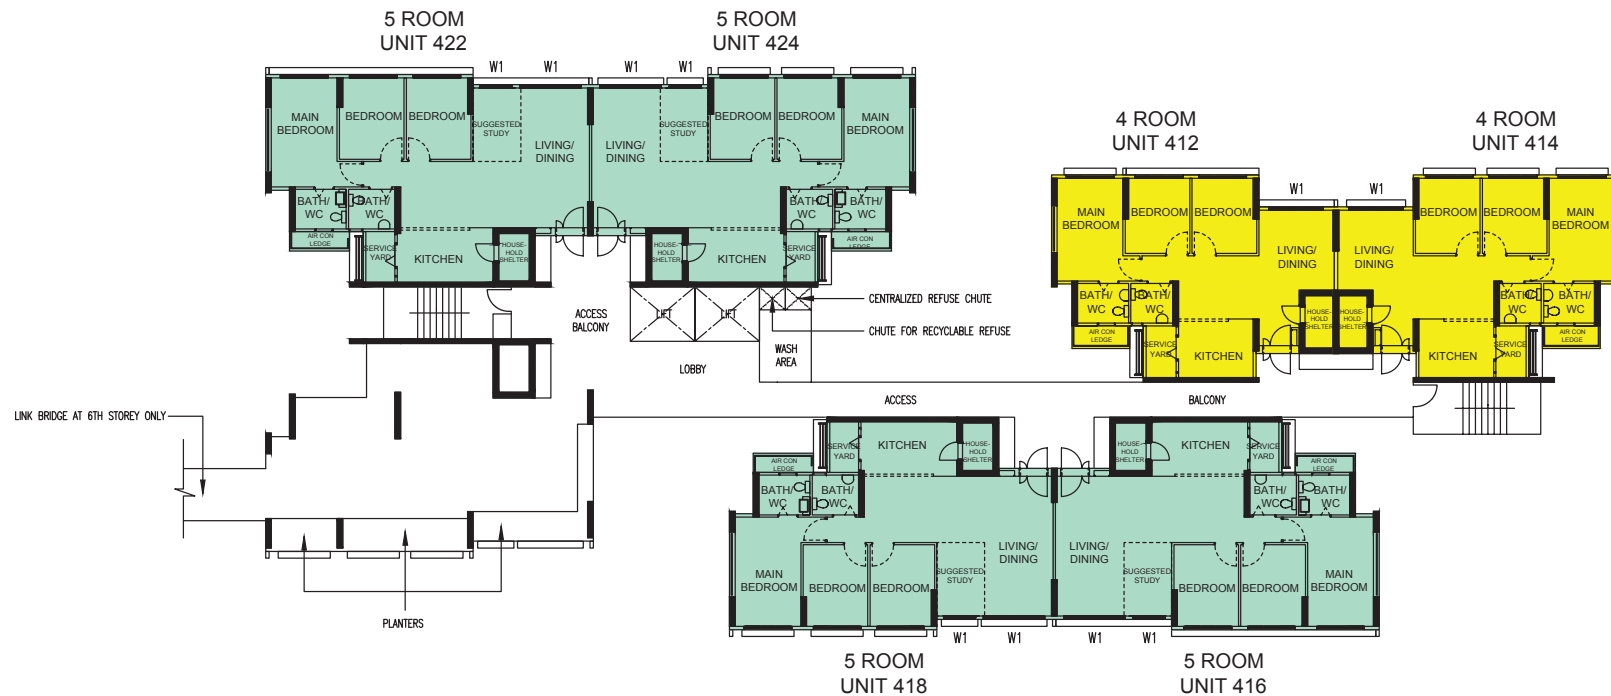 5 ROOM
UNIT 422
5 ROOM
UNIT 424
W1
W1
W1
W1
MAIN
BEDROOM
BEDROOM
BEDROOM
SUGGESTED
STUDY
LIVING/
DINING
LIVING/
DINING
SUGGESTED
STUDY
BEDROOM
BEDROOM
MAIN
BEDROOM
BATH/
WC
BATH/
WC
AIR CON
LEDGE
SERVICE
YARD
KITCHEN
HOUSE-
HOLD
SHELTER
HOUSE-
HOLD
SHELTER
KITCHEN
SERVICE
YARD
BATH/
WC
BATH/
WC
AIR CON
LEDGE
4 ROOM
UNIT 412
4 ROOM
UNIT 414
W1
W1
MAIN
BEDROOM
BEDROOM
BEDROOM
LIVING/
DINING
LIVING/
DINING
BEDROOM
BEDROOM
MAIN
BEDROOM
BATH/
WC
BATH/
WC
AIR CON
LEDGE
SERVICE
YARD
KITCHEN
HOUSE-
HOLD
SHELTER
HOUSE-
HOLD
SHELTER
KITCHEN
SERVICE
YARD
BATH/
WC
BATH/
WC
AIR CON
LEDGE
ACCESS
BALCONY
LIFT
LIFT
CENTRALIZED REFUSE CHUTE
CHUTE FOR RECYCLABLE REFUSE
WASH
AREA
LOBBY
ACCESS
BALCONY
LINK BRIDGE AT 6TH STOREY ONLY
PLANTERS
SERVICE
YARD
KITCHEN
HOUSE-
HOLD
SHELTER
HOUSE-
HOLD
SHELTER
KITCHEN
SERVICE
YARD
AIR CON
LEDGE
BATH/
WC
BATH/
WC
BATH/
WC
BATH/
WC
AIR CON
LEDGE
MAIN
BEDROOM
BEDROOM
BEDROOM
SUGGESTED
STUDY
LIVING/
DINING
LIVING/
DINING
SUGGESTED
STUDY
BEDROOM
BEDROOM
MAIN
BEDROOM
W1
W1
W1
W1
5 ROOM
UNIT 418
5 ROOM
UNIT 416